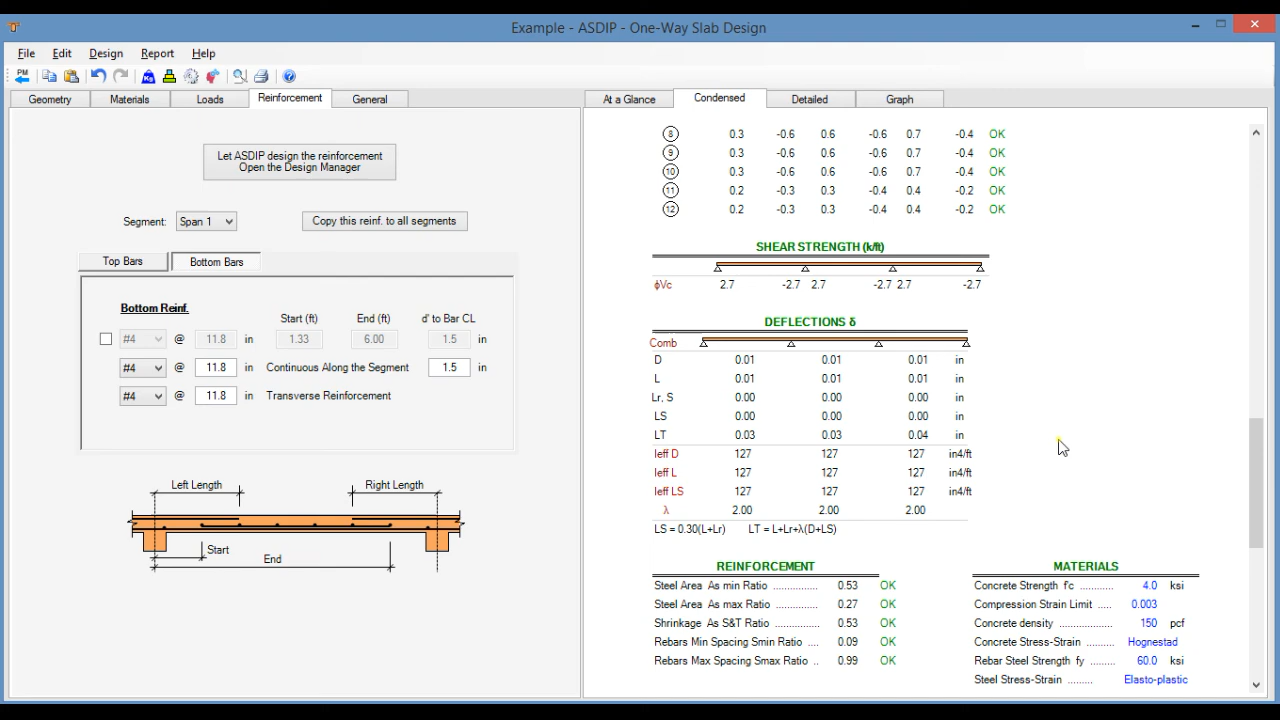 Example - ASDIP - One-Way Slab Design
File Edit Design Report Help
PM
Kg
Geometry Materials Loads Reinforcement General
At a Glance Condensed Detailed Graph
Let ASDIP design the reinforcement
Open the Design Manager
Segment: Span 1 Copy this reinf. to all segments
Top Bars Bottom Bars
Bottom Reinf.
Start (ft) End (ft) d' to Bar CL
#4 @ 11.8 in 1.33 6.00 1.5 in
#4 @ 11.8 in Continuous Along the Segment 1.5 in
#4 @ 11.8 in Transverse Reinforcement
Left Length Right Length
Start
End
8 0.3 -0.6 0.6 -0.6 0.7 -0.4 OK
9 0.3 -0.6 0.6 -0.6 0.7 -0.4 OK
10 0.3 -0.6 0.6 -0.6 0.7 -0.4 OK
11 0.2 -0.3 0.3 -0.4 0.4 -0.2 OK
12 0.2 -0.3 0.3 -0.4 0.4 -0.2 OK
SHEAR STRENGTH (k/ft)
ϕVc 2.7 -2.7 2.7 -2.7 2.7 -2.7
DEFLECTIONS δ
Comb
D 0.01 0.01 0.01 in
L 0.01 0.01 0.01 in
Lr, S 0.00 0.00 0.00 in
LS 0.00 0.00 0.00 in
LT 0.03 0.03 0.04 in
Ieff D 127 127 127 in4/ft
Ieff L 127 127 127 in4/ft
Ieff LS 127 127 127 in4/ft
λ 2.00 2.00 2.00
LS = 0.30(L+Lr) LT = L+Lr+λ(D+LS)
REINFORCEMENT
Steel Area As min Ratio ................ 0.53 OK
Steel Area As max Ratio ............... 0.27 OK
Shrinkage As S&T Ratio ............... 0.53 OK
Rebars Min Spacing Smin Ratio .... 0.09 OK
Rebars Max Spacing Smax Ratio .. 0.99 OK
MATERIALS
Concrete Strength f'c ............ 4.0 ksi
Compression Strain Limit ..... 0.003
Concrete density ................... 150 pcf
Concrete Stress-Strain .......... Hognestad
Rebar Steel Strength fy ......... 60.0 ksi
Steel Stress-Strain ......... Elasto-plastic